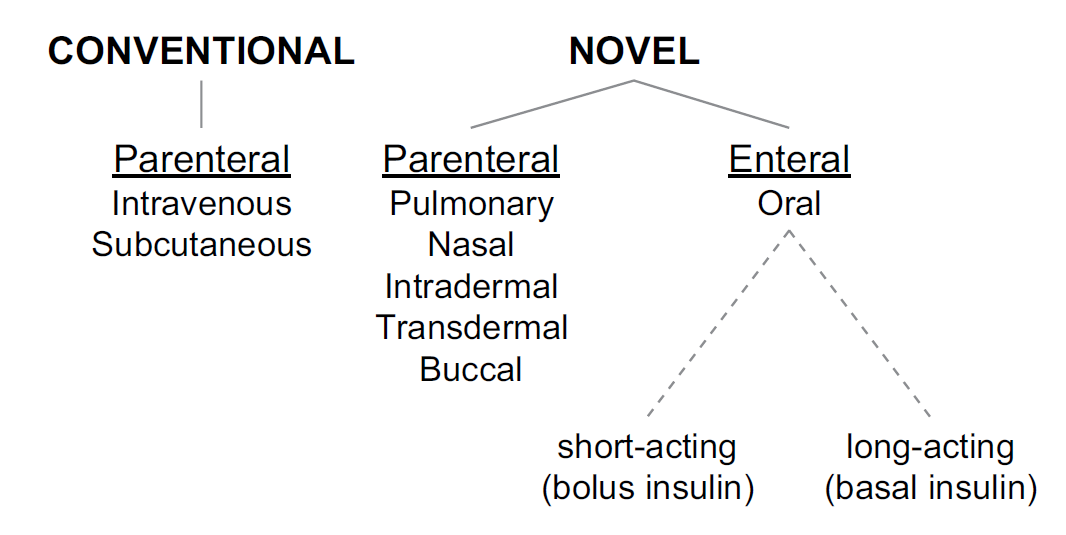 CONVENTIONAL
NOVEL
Parenteral
Intravenous
Subcutaneous
Parenteral
Pulmonary
Nasal
Intradermal
Transdermal
Buccal
Enteral
Oral
short-acting
(bolus insulin)
long-acting
(basal insulin)